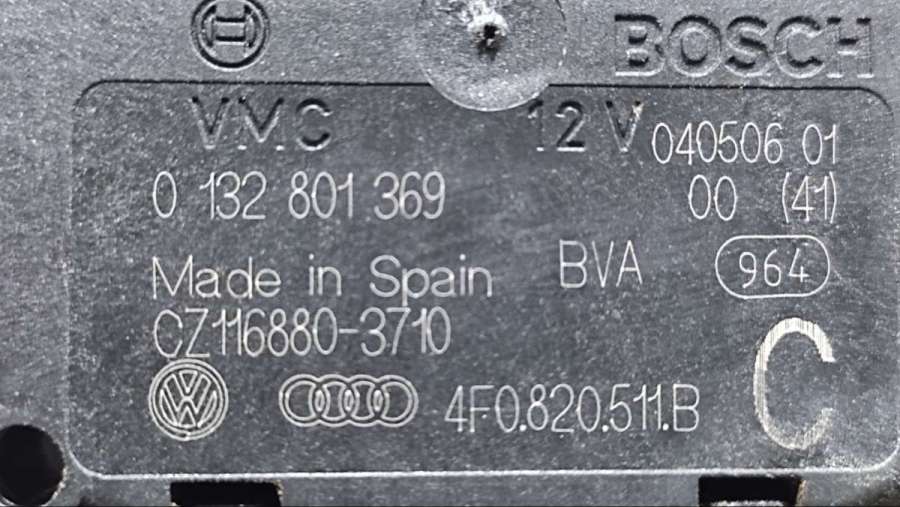 BOSCH
VMC 12 V 040506 01
0 132 801 369 00 (41)
Made in Spain BVA 964
CZ116880-3710 C
4F0.820.511.B